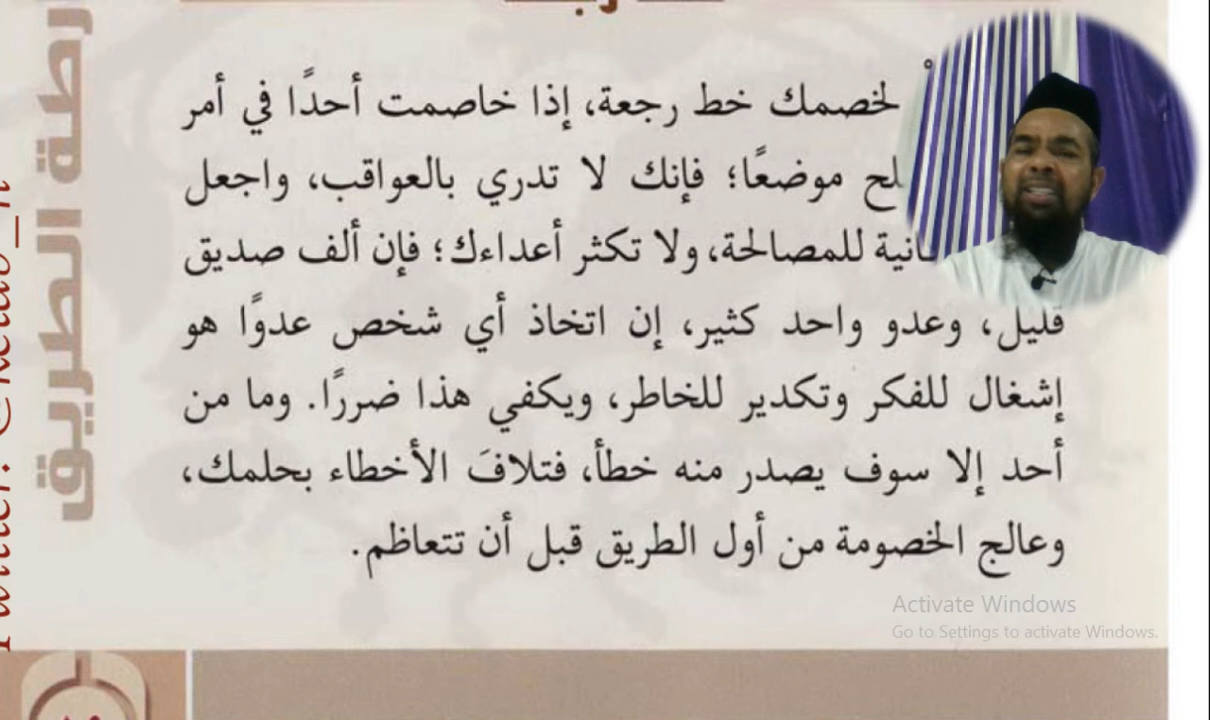 لخصمك خط رجعة، إذا خاصمت أحدًا في أمر
موضعًا؛ فإنك لا تدري بالعواقب، واجعل
للمصالحة، ولا تكثر أعداءك؛ فإن ألف صديق
قليل، وعدو واحد كثير، إن اتخاذ أي شخص عدوًا هو
إشغال للفكر وتكدير للخاطر، ويكفي هذا ضررًا. وما من
أحد إلا سوف يصدر منه خطأ، فتلافَ الأخطاء بحلمك،
وعالج الخصومة من أول الطريق قبل أن تتعاظم.
الطريق
Activate Windows
Go to Settings to activate Windows.